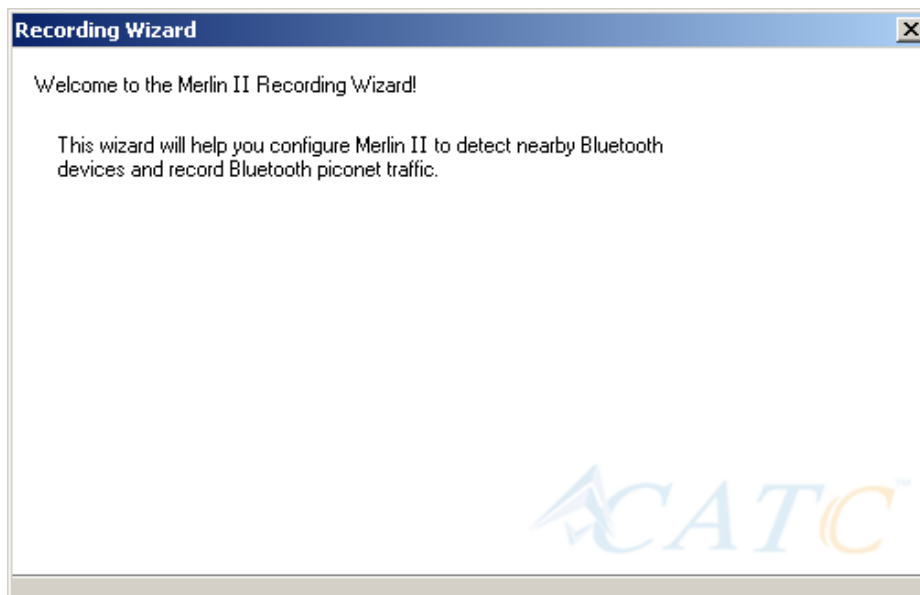 Recording Wizard
Welcome to the Merlin II Recording Wizard!
This wizard will help you configure Merlin II to detect nearby Bluetooth
devices and record Bluetooth piconet traffic.
CATC™